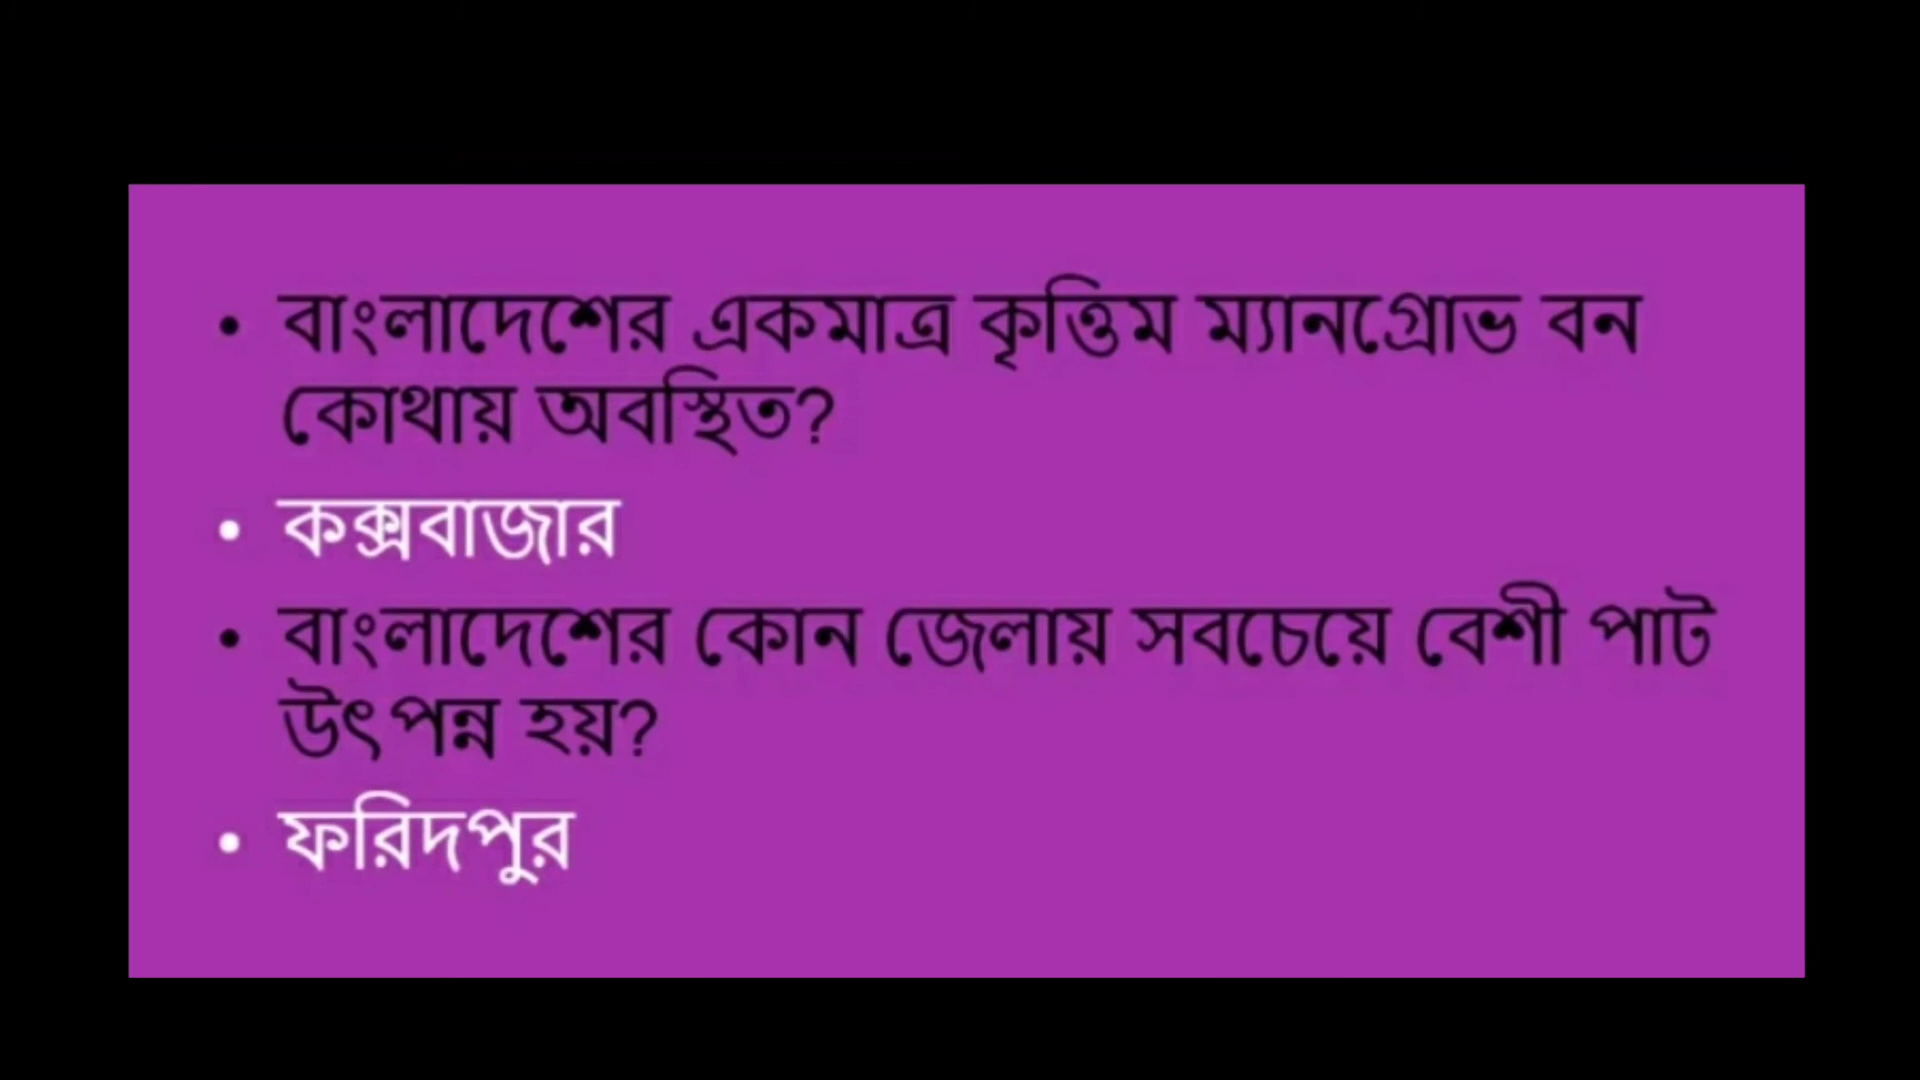 • বাংলাদেশের একমাত্র কৃত্তিম ম্যানগ্রোভ বন
কোথায় অবস্থিত?
• কক্সবাজার
• বাংলাদেশের কোন জেলায় সবচেয়ে বেশী পাট
উৎপন্ন হয়?
• ফরিদপুর